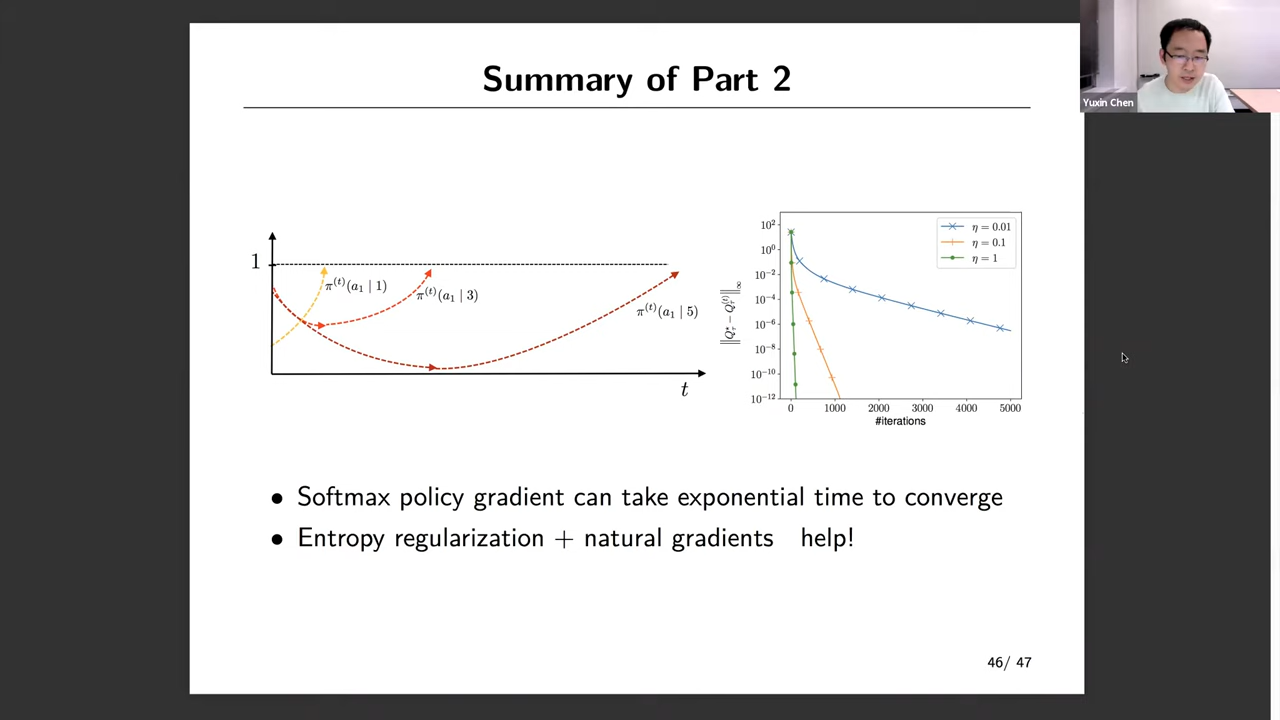 Summary of Part 2
Yuxin Chen
1
π^(t)(a₁ | 1)
π^(t)(a₁ | 3)
π^(t)(a₁ | 5)
t
‖Q*_τ − Q^(t)_τ‖_∞
10²
10⁰
10⁻²
10⁻⁴
10⁻⁶
10⁻⁸
10⁻¹⁰
10⁻¹²
η = 0.01
η = 0.1
η = 1
0 1000 2000 3000 4000 5000
#iterations
• Softmax policy gradient can take exponential time to converge
• Entropy regularization + natural gradients help!
46/ 47